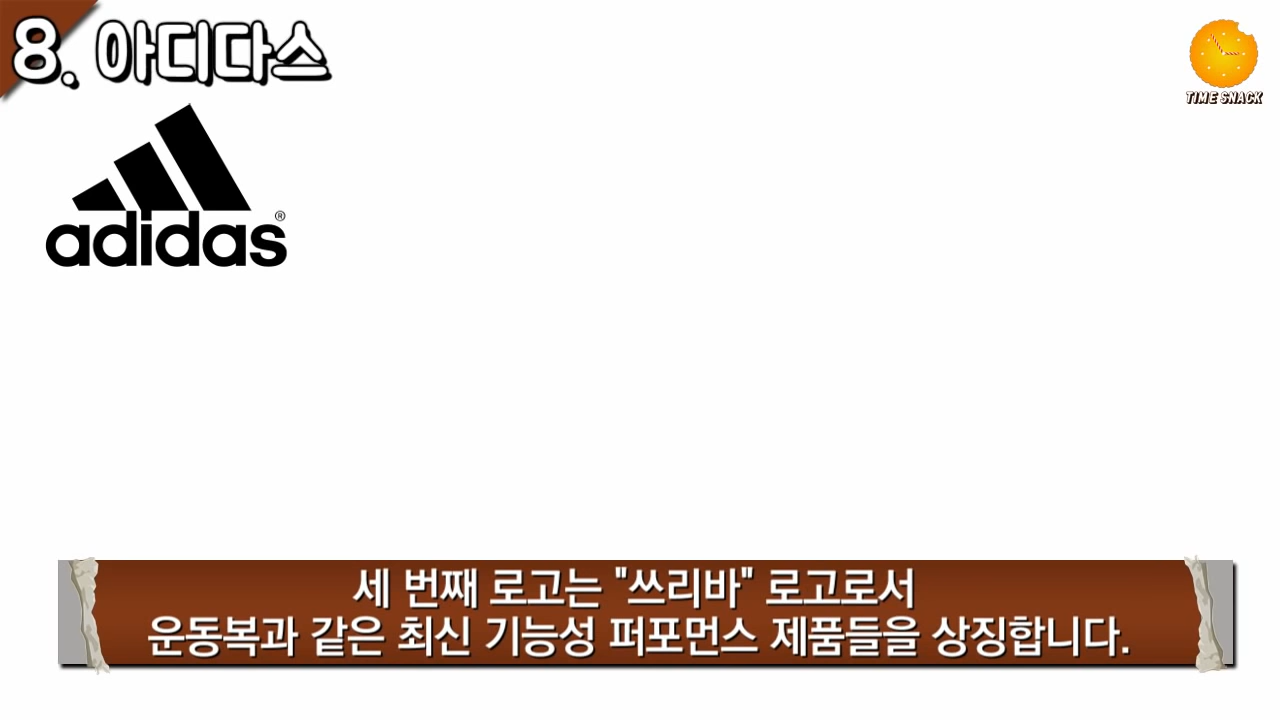 8. 아디다스
TIME SNACK
adidas®
세 번째 로고는 "쓰리바" 로고로서
운동복과 같은 최신 기능성 퍼포먼스 제품들을 상징합니다.